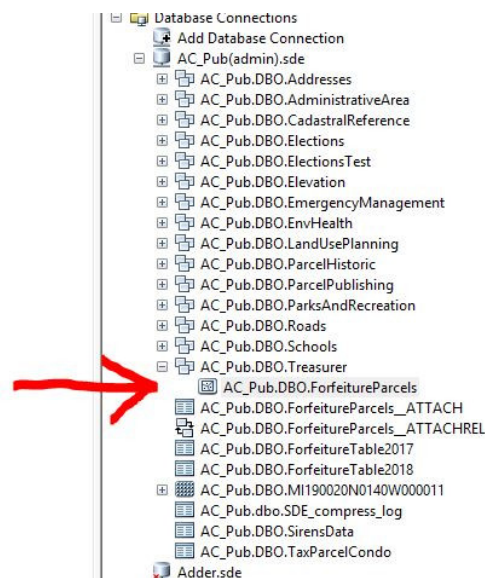 Database Connections
Add Database Connection
AC_Pub(admin).sde
AC_Pub.DBO.Addresses
AC_Pub.DBO.AdministrativeArea
AC_Pub.DBO.CadastralReference
AC_Pub.DBO.Elections
AC_Pub.DBO.ElectionsTest
AC_Pub.DBO.Elevation
AC_Pub.DBO.EmergencyManagement
AC_Pub.DBO.EnvHealth
AC_Pub.DBO.LandUsePlanning
AC_Pub.DBO.ParcelHistoric
AC_Pub.DBO.ParcelPublishing
AC_Pub.DBO.ParksAndRecreation
AC_Pub.DBO.Roads
AC_Pub.DBO.Schools
AC_Pub.DBO.Treasurer
AC_Pub.DBO.ForfeitureParcels
AC_Pub.DBO.ForfeitureParcels__ATTACH
AC_Pub.DBO.ForfeitureParcels__ATTACHREL
AC_Pub.DBO.ForfeitureTable2017
AC_Pub.DBO.ForfeitureTable2018
AC_Pub.DBO.MI190020N0140W000011
AC_Pub.dbo.SDE_compress_log
AC_Pub.DBO.SirensData
AC_Pub.DBO.TaxParcelCondo
Adder.sde